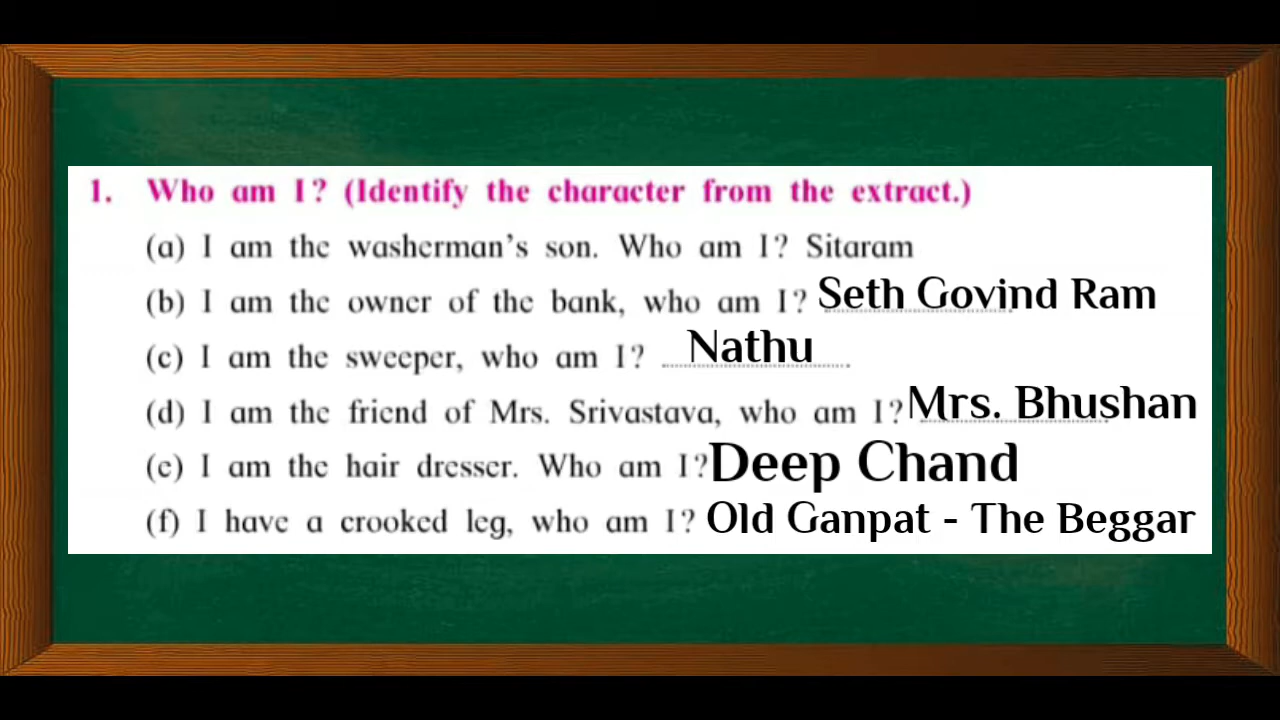 1. Who am I? (Identify the character from the extract.)
(a) I am the washerman's son. Who am I? Sitaram
(b) I am the owner of the bank, who am I? Seth Govind Ram
(c) I am the sweeper, who am I? Nathu
(d) I am the friend of Mrs. Srivastava, who am I? Mrs. Bhushan
(e) I am the hair dresser. Who am I? Deep Chand
(f) I have a crooked leg, who am I? Old Ganpat - The Beggar